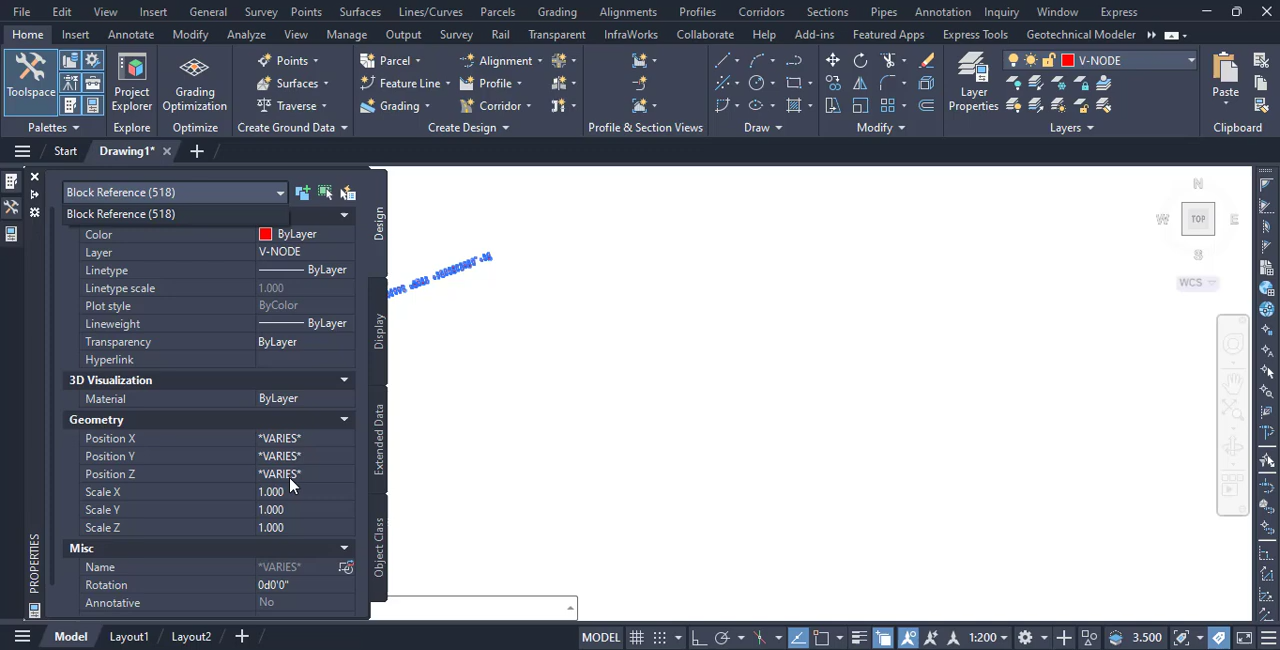 File Edit View Insert General Survey Points Surfaces Lines/Curves Parcels Grading Alignments Profiles Corridors Sections Pipes Annotation Inquiry Window Express
Home Insert Annotate Modify Analyze View Manage Output Survey Rail Transparent InfraWorks Collaborate Help Add-ins Featured Apps Express Tools Geotechnical Modeler
Toolspace
Palettes
Project Explorer
Explore
Grading Optimization
Optimize
Points
Surfaces
Traverse
Create Ground Data
Parcel
Feature Line
Grading
Alignment
Profile
Corridor
Create Design
Profile & Section Views
Draw
Modify
Layer Properties
V-NODE
Layers
Paste
Clipboard
Start Drawing1*
Block Reference (518)
Block Reference (518)
Color ByLayer
Layer V-NODE
Linetype ByLayer
Linetype scale 1.000
Plot style ByColor
Lineweight ByLayer
Transparency ByLayer
Hyperlink
3D Visualization
Material ByLayer
Geometry
Position X *VARIES*
Position Y *VARIES*
Position Z *VARIES*
Scale X 1.000
Scale Y 1.000
Scale Z 1.000
Misc
Name *VARIES*
Rotation 0d0'0"
Annotative No
PROPERTIES
Design
Display
Extended Data
Object Class
N
W TOP E
S
WCS
Model Layout1 Layout2
MODEL 1:200 3.500